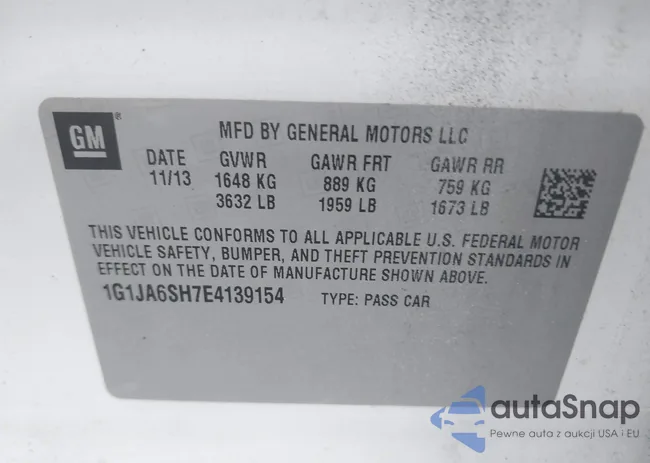 GM®
MFD BY GENERAL MOTORS LLC
DATE GVWR GAWR FRT GAWR RR
11/13 1648 KG 889 KG 759 KG
3632 LB 1959 LB 1673 LB
THIS VEHICLE CONFORMS TO ALL APPLICABLE U.S. FEDERAL MOTOR
VEHICLE SAFETY, BUMPER, AND THEFT PREVENTION STANDARDS IN
EFFECT ON THE DATE OF MANUFACTURE SHOWN ABOVE.
1G1JA6SH7E4139154 TYPE: PASS CAR
autaSnap
Pewne auta z aukcji USA i EU